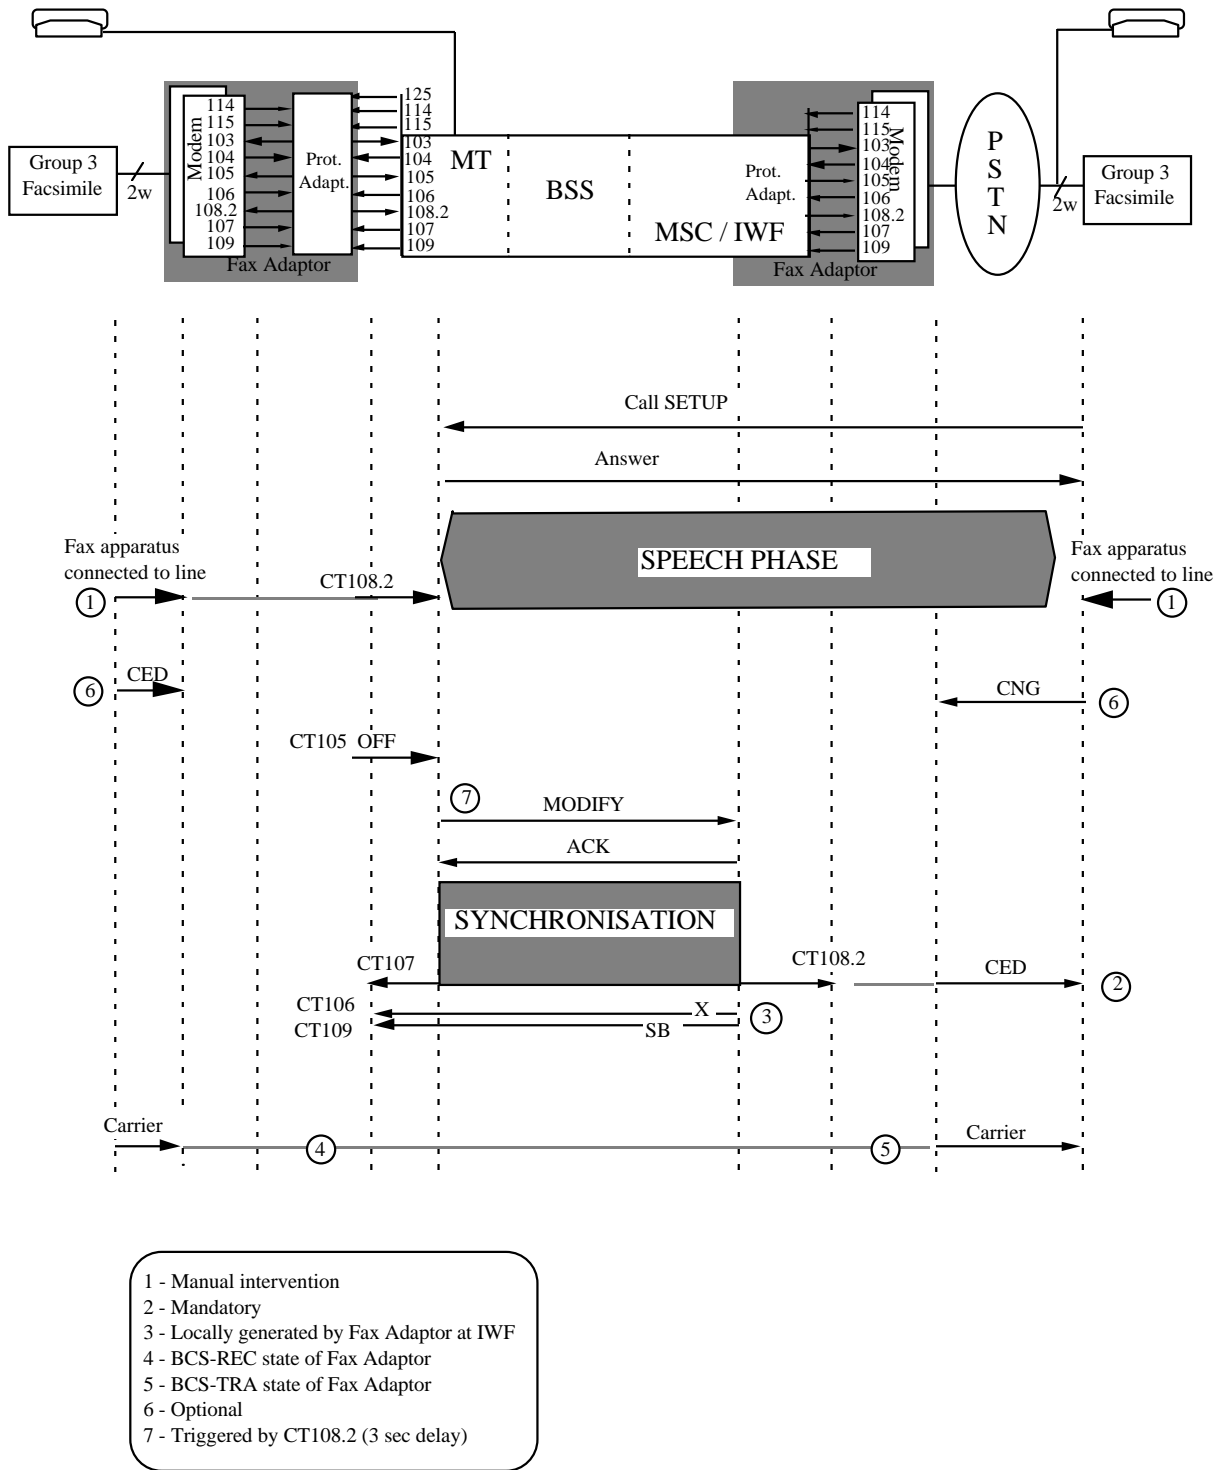 114
115
103
104
105
106
108.2
107
109
Modem
Prot.
Adapt.
125
114
115
103
104
105
106
108.2
107
109
Group 3
Facsimile
2w
Fax Adaptor
MT
BSS
MSC / IWF
Prot.
Adapt.
114
115
103
104
105
106
108.2
107
109
Modem
Fax Adaptor
P
S
T
N
2w
Group 3
Facsimile
Call SETUP
Answer
SPEECH PHASE
Fax apparatus
connected to line
1
CT108.2
Fax apparatus
connected to line
1
6
CED
CNG
6
CT105 OFF
7
MODIFY
ACK
SYNCHRONISATION
CT107
CT108.2
CED
2
CT106
X
3
CT109
SB
Carrier
4
5
Carrier
1 - Manual intervention
2 - Mandatory
3 - Locally generated by Fax Adaptor at IWF
4 - BCS-REC state of Fax Adaptor
5 - BCS-TRA state of Fax Adaptor
6 - Optional
7 - Triggered by CT108.2 (3 sec delay)